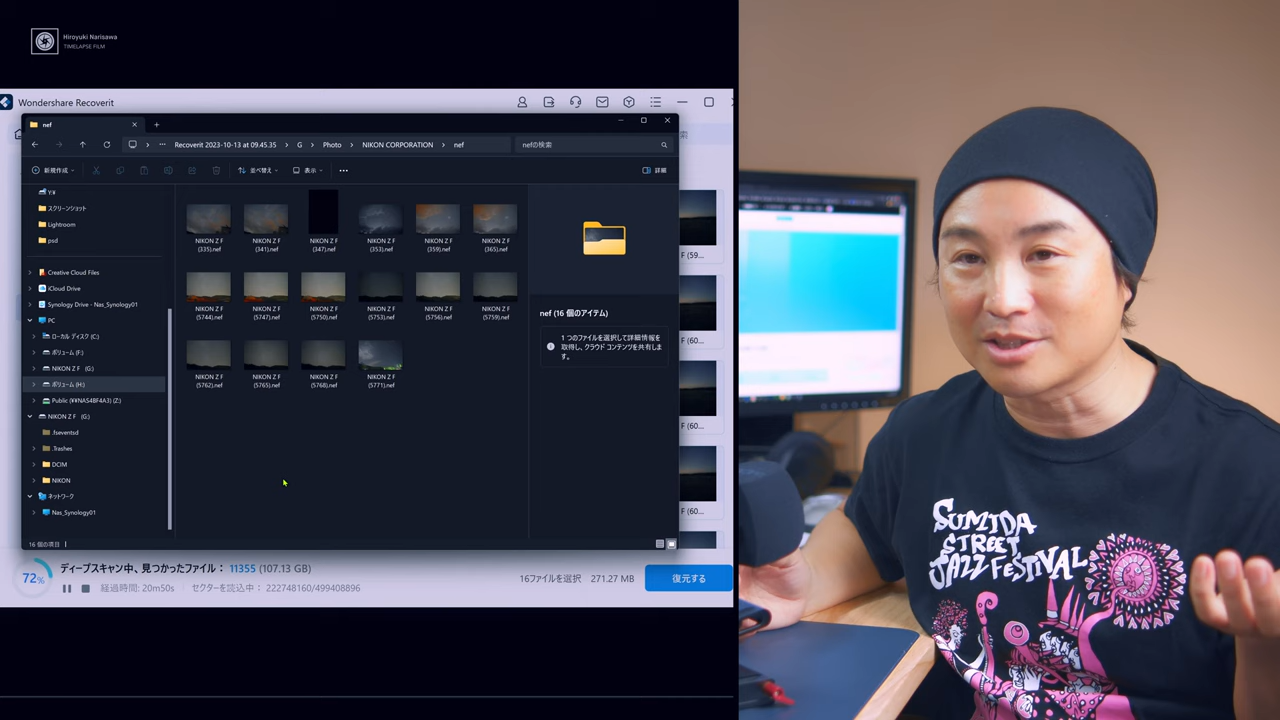 Hiroyuki Narisawa
TIMELAPSE FILM
Wondershare Recoverit
nef
Recoverit 2023-10-13 at 09.45.35 > G > Photo > NIKON CORPORATION > nef
nefの検索
新規作成
並べ替え
表示
詳細
Y:¥
スクリーンショット
Lightroom
psd
Creative Cloud Files
iCloud Drive
Synology Drive - Nas_Synology01
PC
ローカル ディスク (C:)
ボリューム (F:)
NIKON Z F (G:)
ボリューム (H:)
Public (¥¥NAS4BF4A3) (Z:)
NIKON Z F (G:)
.fseventsd
.Trashes
DCIM
NIKON
ネットワーク
Nas_Synology01
16 個の項目
NIKON Z F (335).nef
NIKON Z F (341).nef
NIKON Z F (347).nef
NIKON Z F (353).nef
NIKON Z F (359).nef
NIKON Z F (365).nef
NIKON Z F (5744).nef
NIKON Z F (5747).nef
NIKON Z F (5750).nef
NIKON Z F (5753).nef
NIKON Z F (5756).nef
NIKON Z F (5759).nef
NIKON Z F (5762).nef
NIKON Z F (5765).nef
NIKON Z F (5768).nef
NIKON Z F (5771).nef
nef (16 個のアイテム)
1 つのファイルを選択して詳細情報を
取得し、クラウド コンテンツを共有しま
す。
索
F (59...
F (60...
F (60...
F (60...
72%
ディープスキャン中、見つかったファイル： 11355 (107.13 GB)
経過時間: 20m50s
セクターを読込中： 222748160/499408896
16ファイルを選択
271.27 MB
復元する
SUMIDA
STREET
JAZZ FESTIVAL